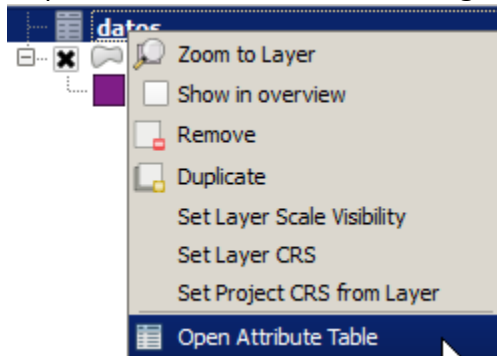 datos
Zoom to Layer
Show in overview
Remove
Duplicate
Set Layer Scale Visibility
Set Layer CRS
Set Project CRS from Layer
Open Attribute Table